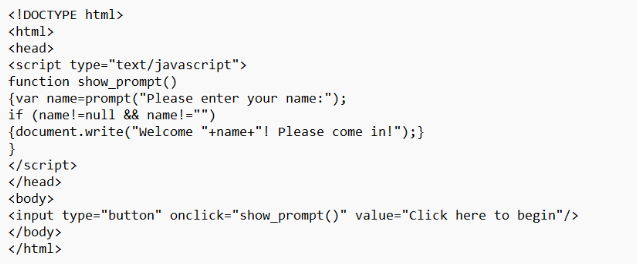 <!DOCTYPE html>
<html>
<head>
<script type="text/javascript">
function show_prompt()
{var name=prompt("Please enter your name:");
if (name!=null && name!="")
{document.write("Welcome "+name+"! Please come in!");}
}
</script>
</head>
<body>
<input type="button" onclick="show_prompt()" value="Click here to begin"/>
</body>
</html>